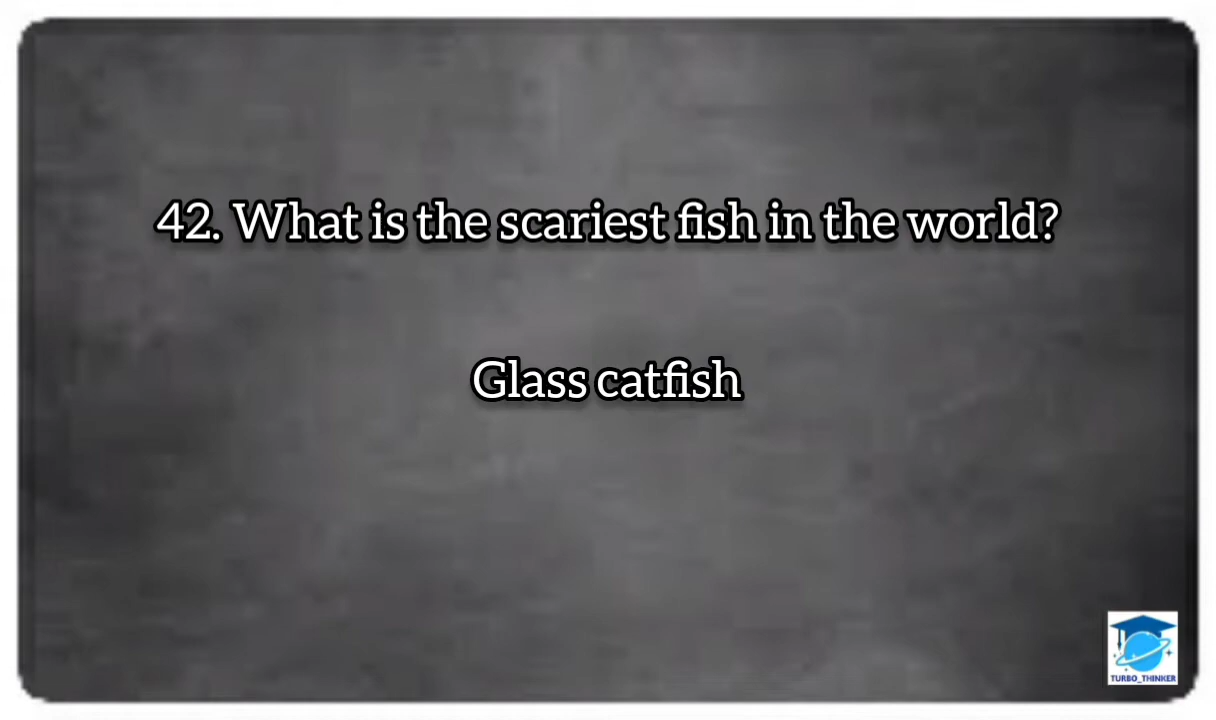 42. What is the scariest fish in the world?
Glass catfish
TURBO_THINKER